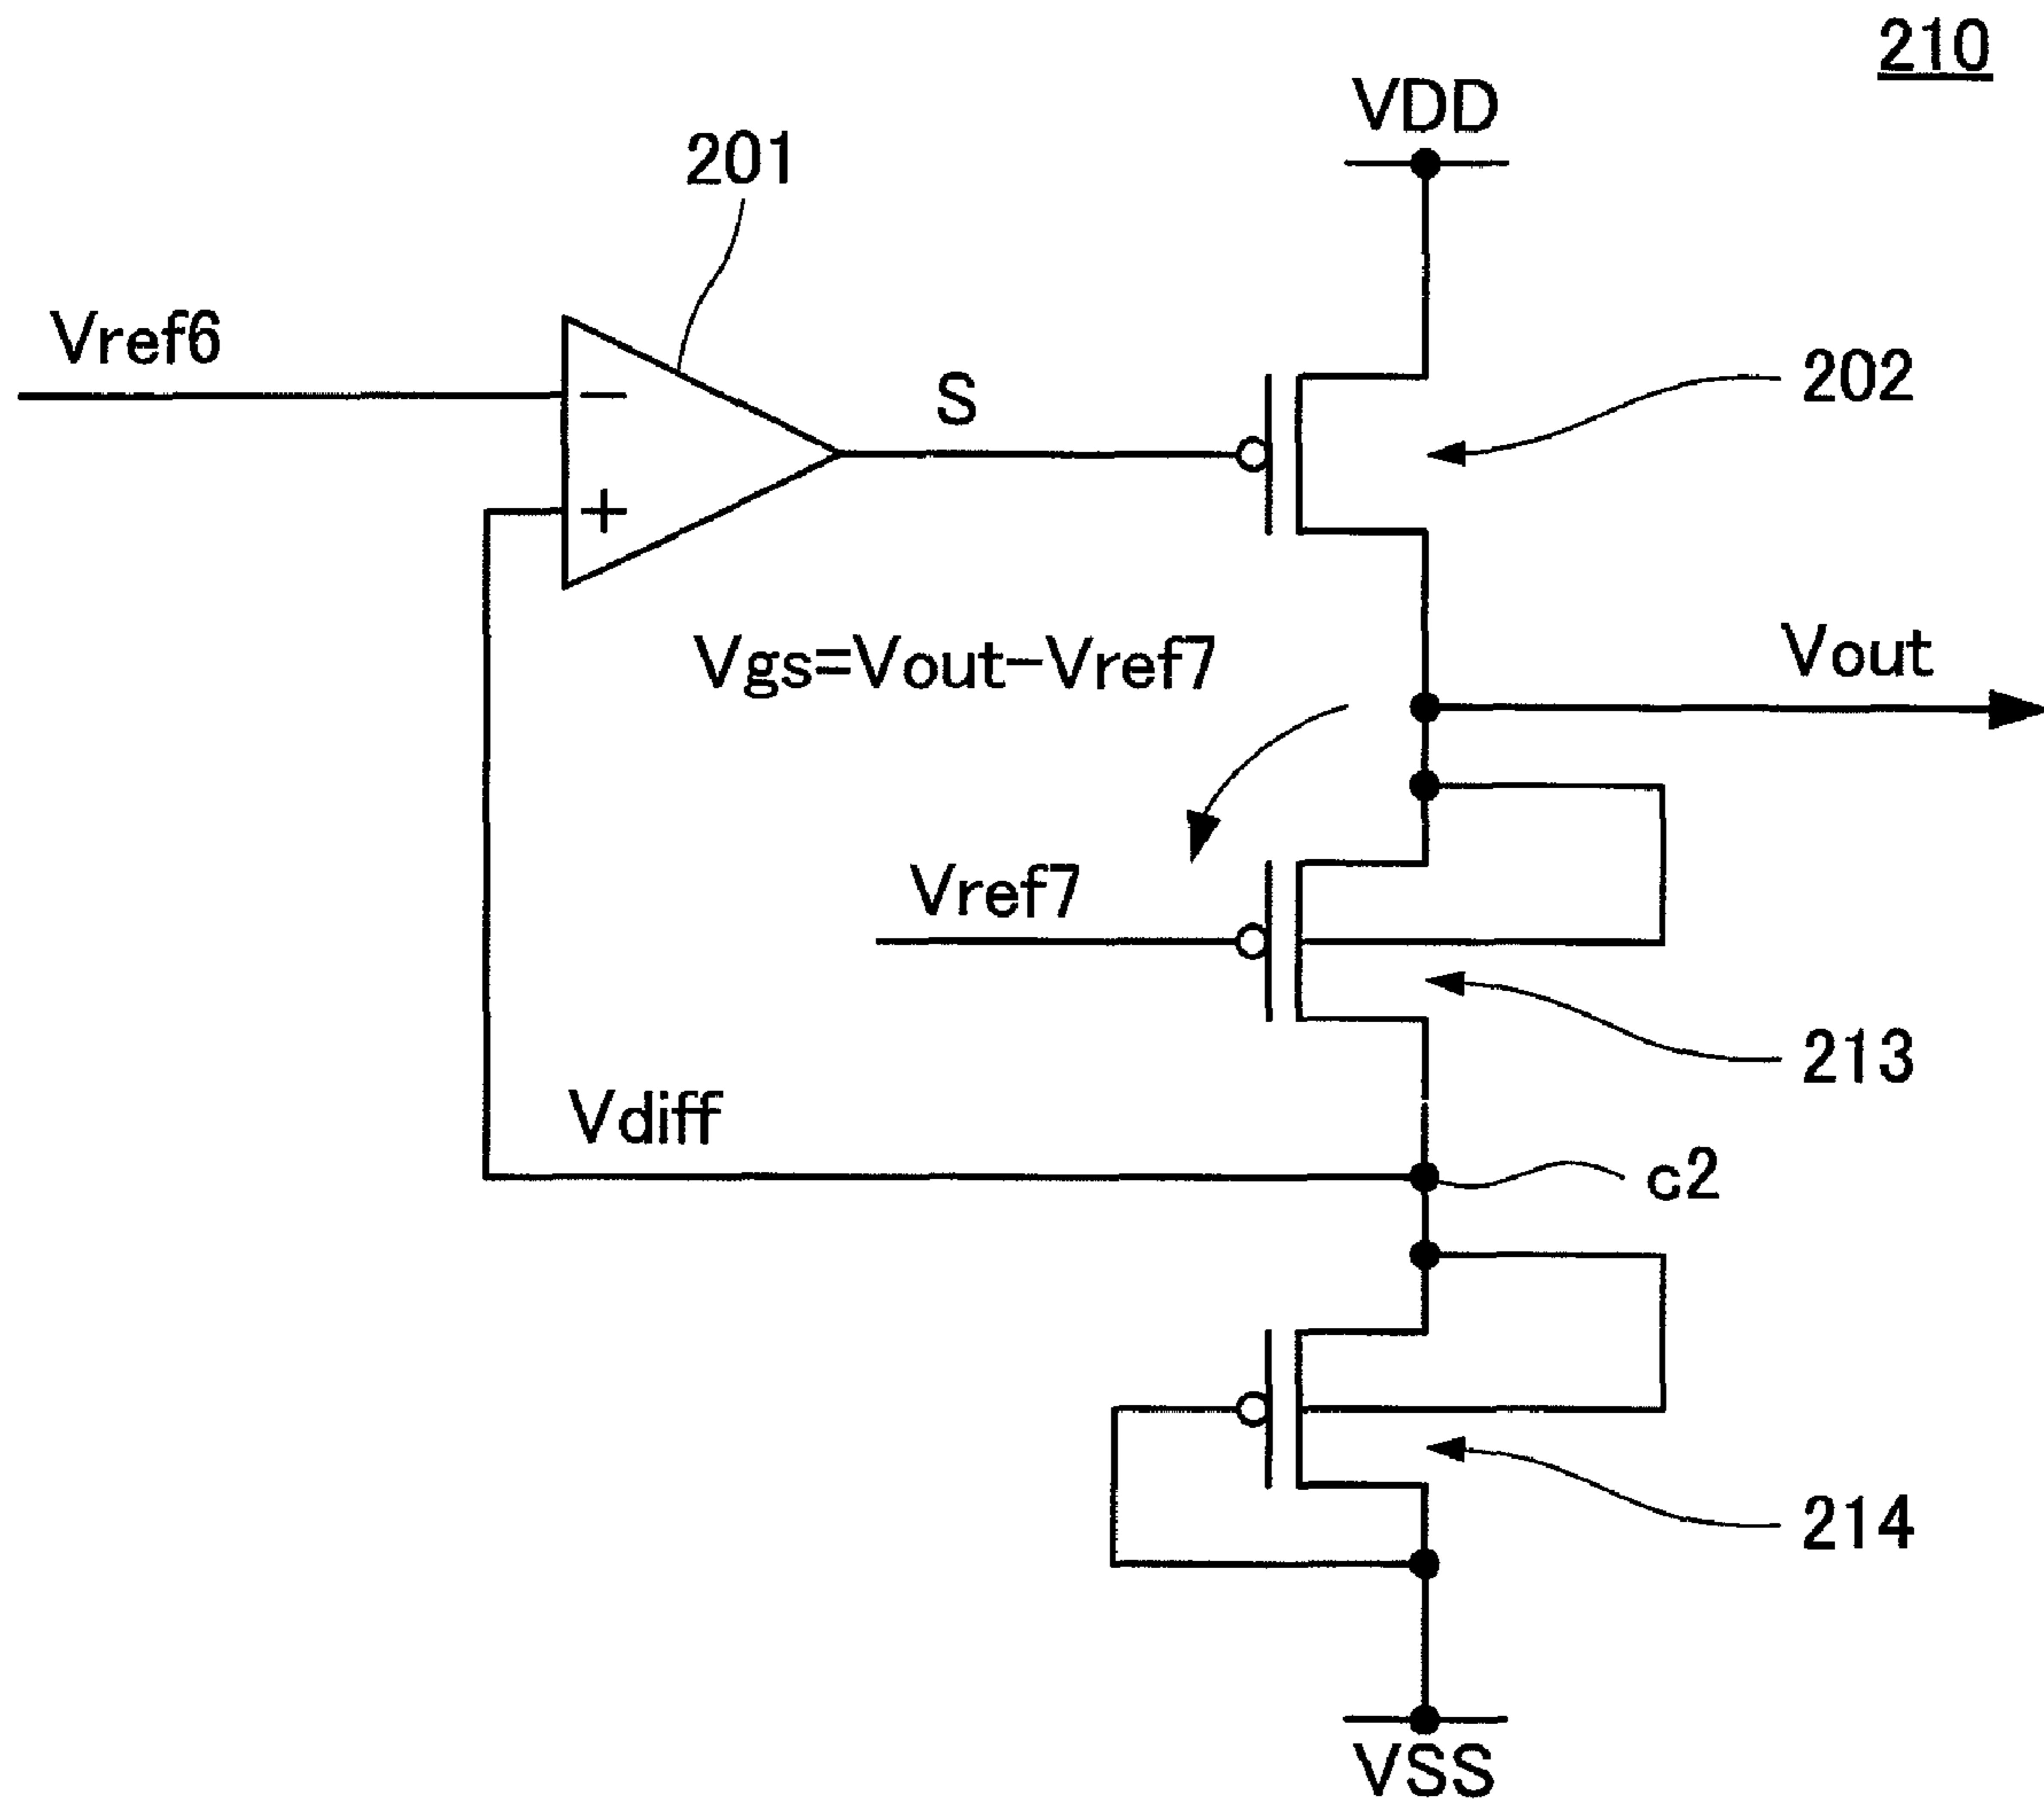 210
VDD
201
Vref6
−
S
202
+
Vgs=Vout-Vref7
Vout
Vref7
213
Vdiff
c2
214
VSS